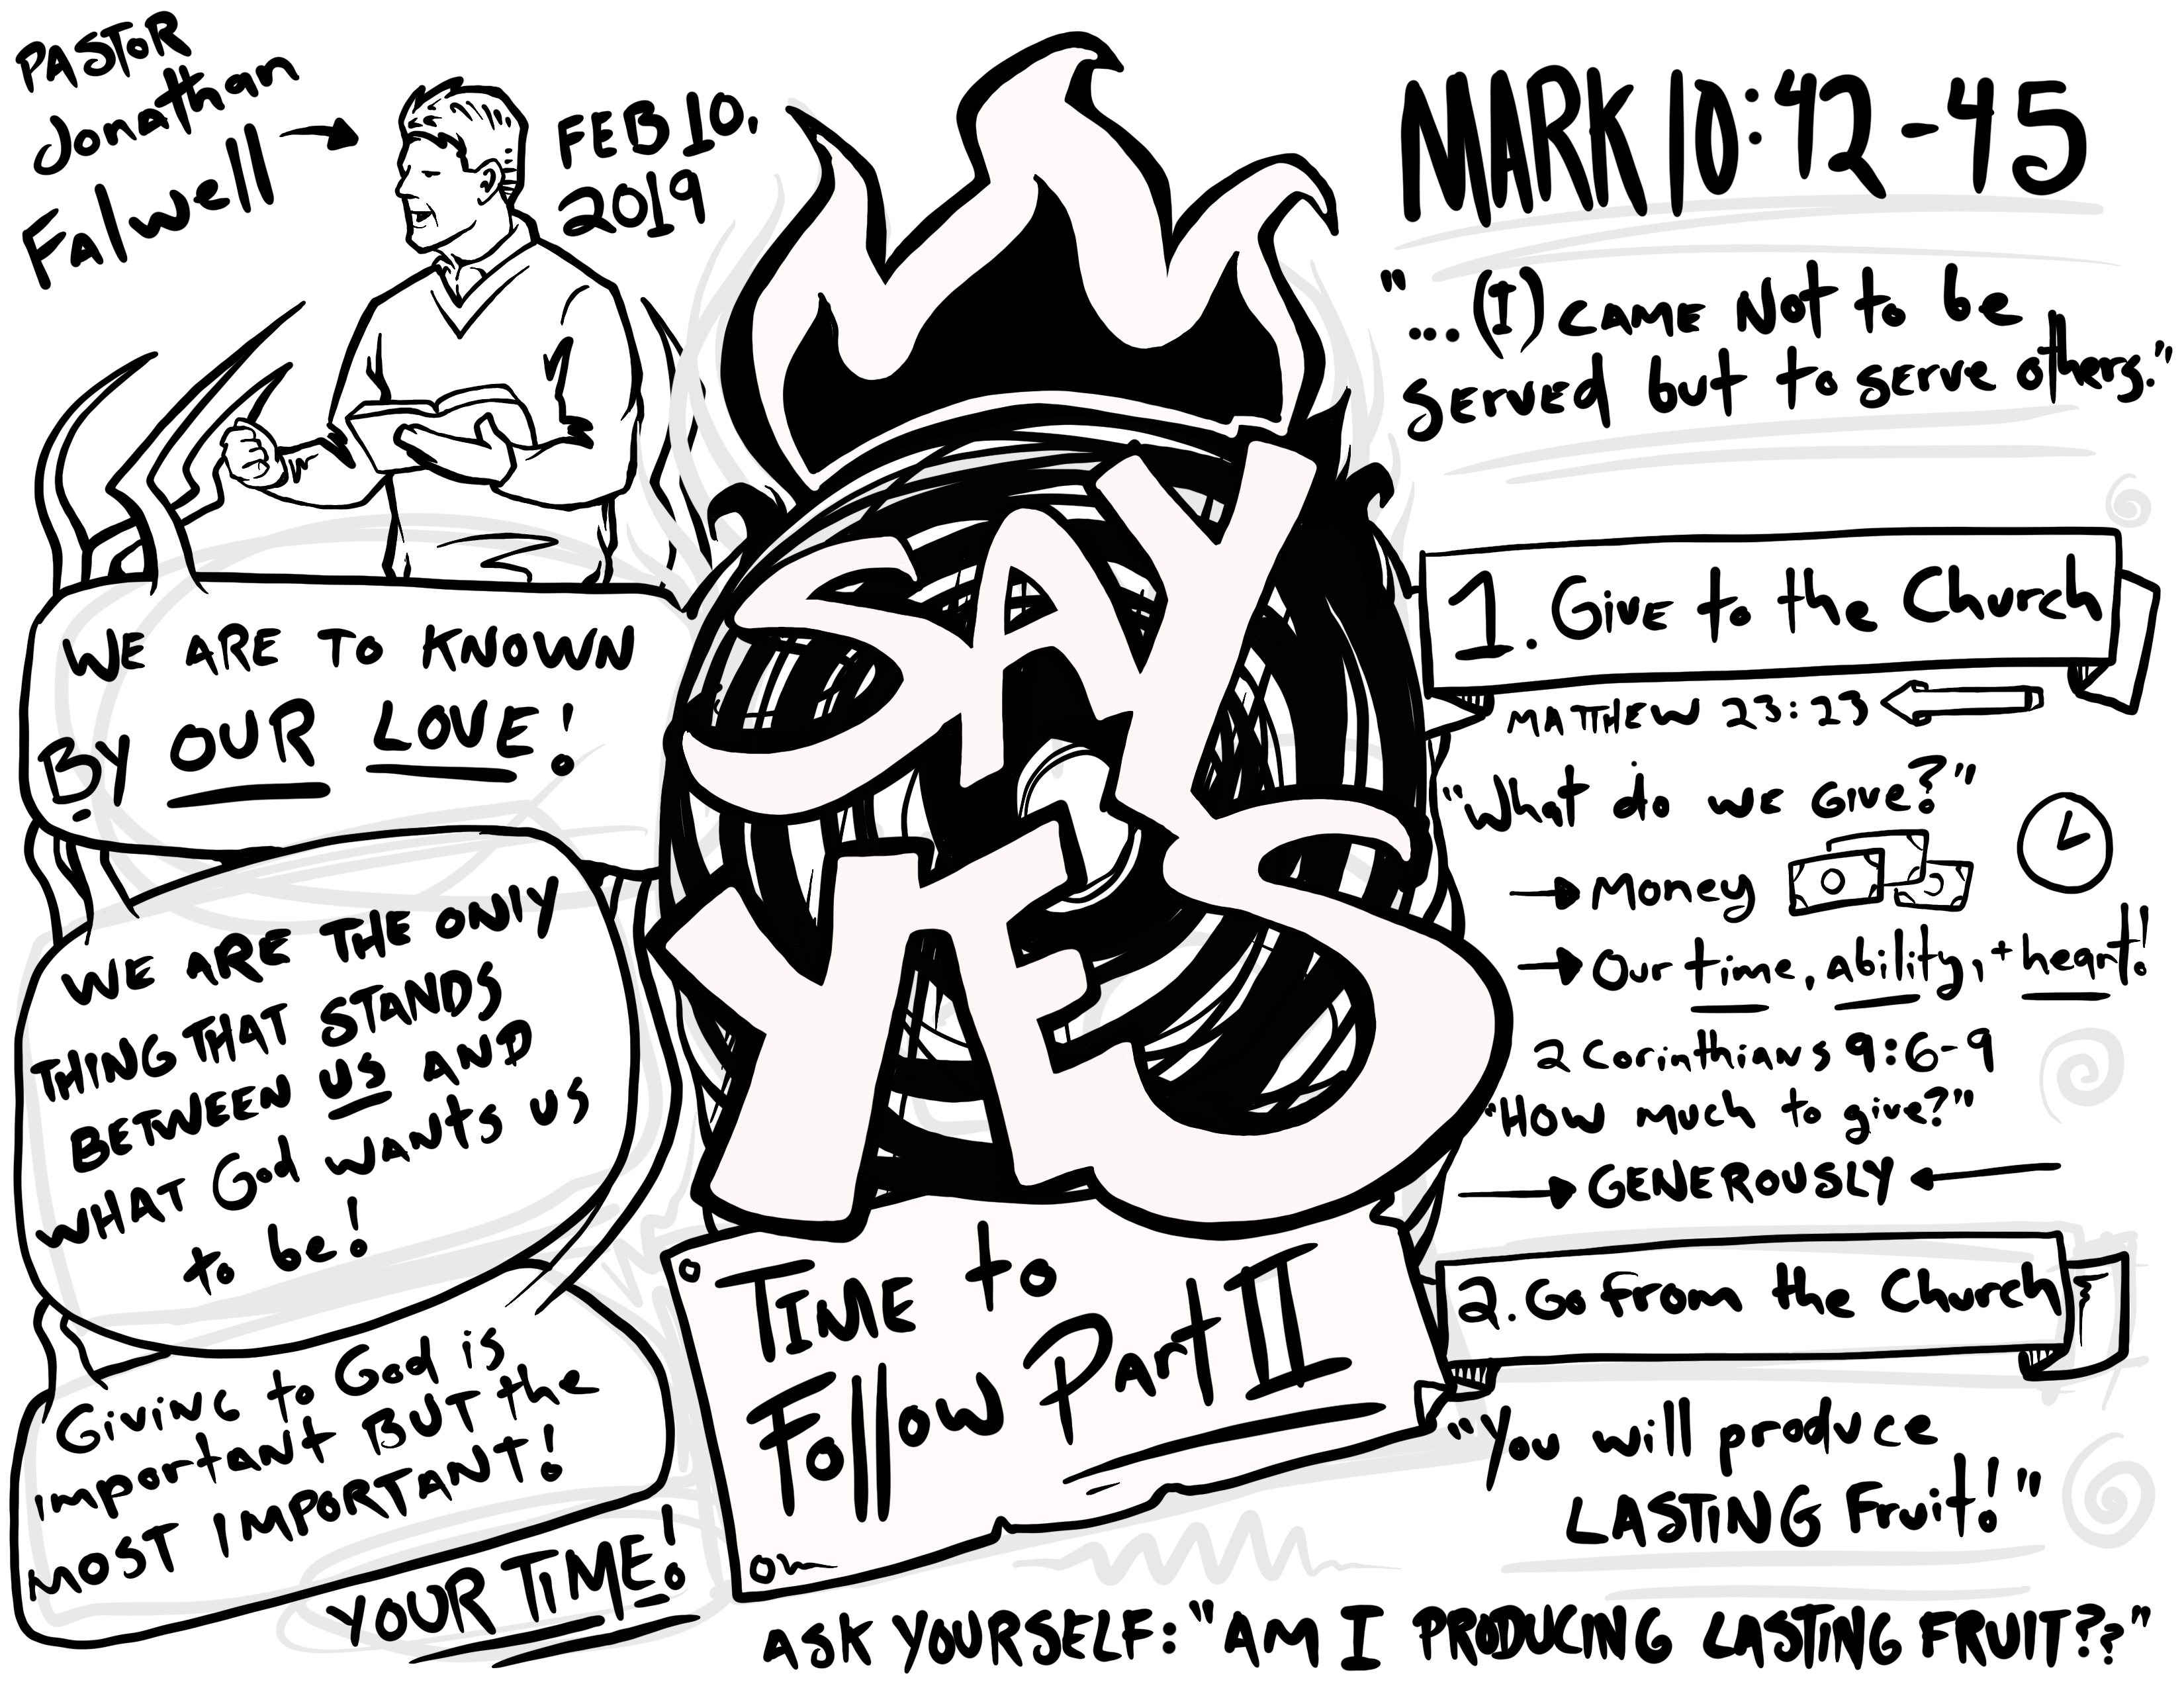 PASTOR
Jonathan
Falwell
FEB 10,
2019
WE ARE TO KNOWN
BY OUR LOVE!
WE ARE THE ONLY
THING THAT STANDS
BETWEEN US AND
WHAT God WANTS US
to be!
Giving to God is
important BUT the
MOST IMPORTANT!
YOUR TIME!
SAY
YES
TIME to
Follow Part II
MARK 10:42-45
"...(I) CAME Not to be
Served but to serve others."
1. Give to the Church
MATTHEW 23:23
"What do we Give?"
Money
Our time, ability, + heart!
2 Corinthians 9:6-9
"How much to give?"
GENEROUSLY
2. Go from the Church
"You will produce
LASTING Fruit!"
ASK YOURSELF: "AM I PRODUCING LASTING FRUIT??"